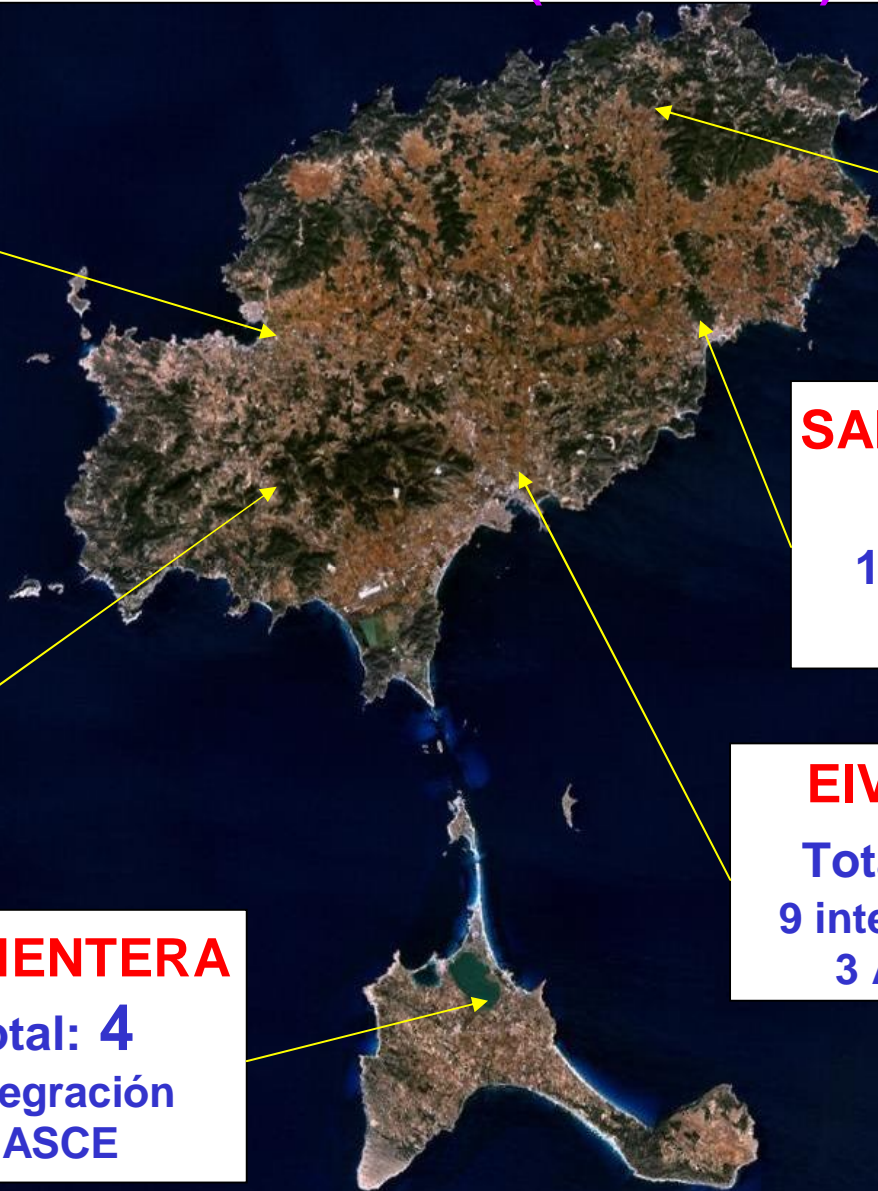 SA
1
EIV
Tot
9 inte
3 A
MENTERA
otal: 4
egración
ASCE